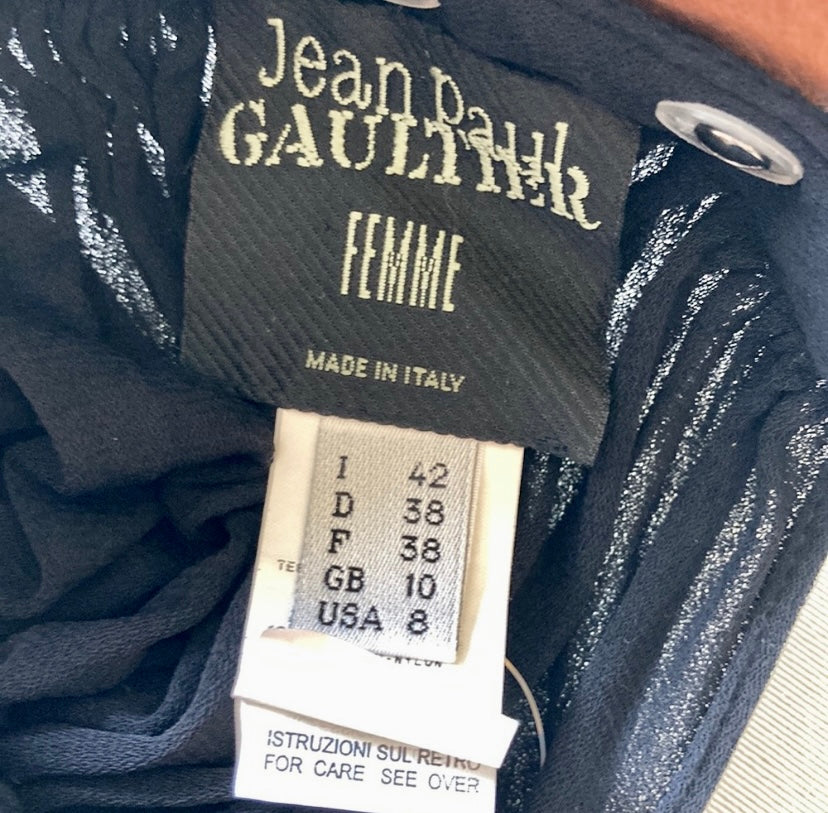 Jean paul
GAULTIER
FEMME
MADE IN ITALY
I 42
D 38
F 38
GB 10
USA 8
NYLON
ISTRUZIONI SUL RETRO
FOR CARE SEE OVER